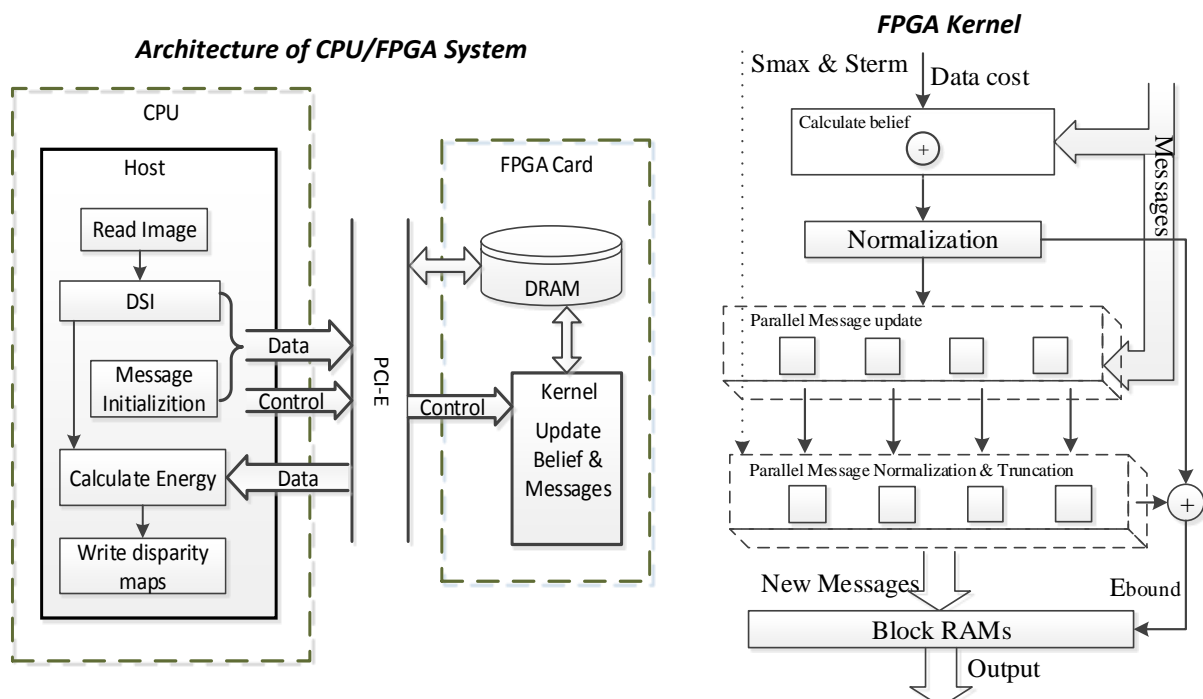 Architecture of CPU/FPGA System
CPU
Host
Read Image
DSI
Message
Initializition
Calculate Energy
Write disparity
maps
Data
Control
Data
PCI-E
Control
FPGA Card
DRAM
Kernel
Update
Belief &
Messages
FPGA Kernel
Smax & Sterm
Data cost
Calculate belief
+
Messages
Normalization
Parallel Message update
Parallel Message Normalization & Truncation
+
New Messages
Ebound
Block RAMs
Output